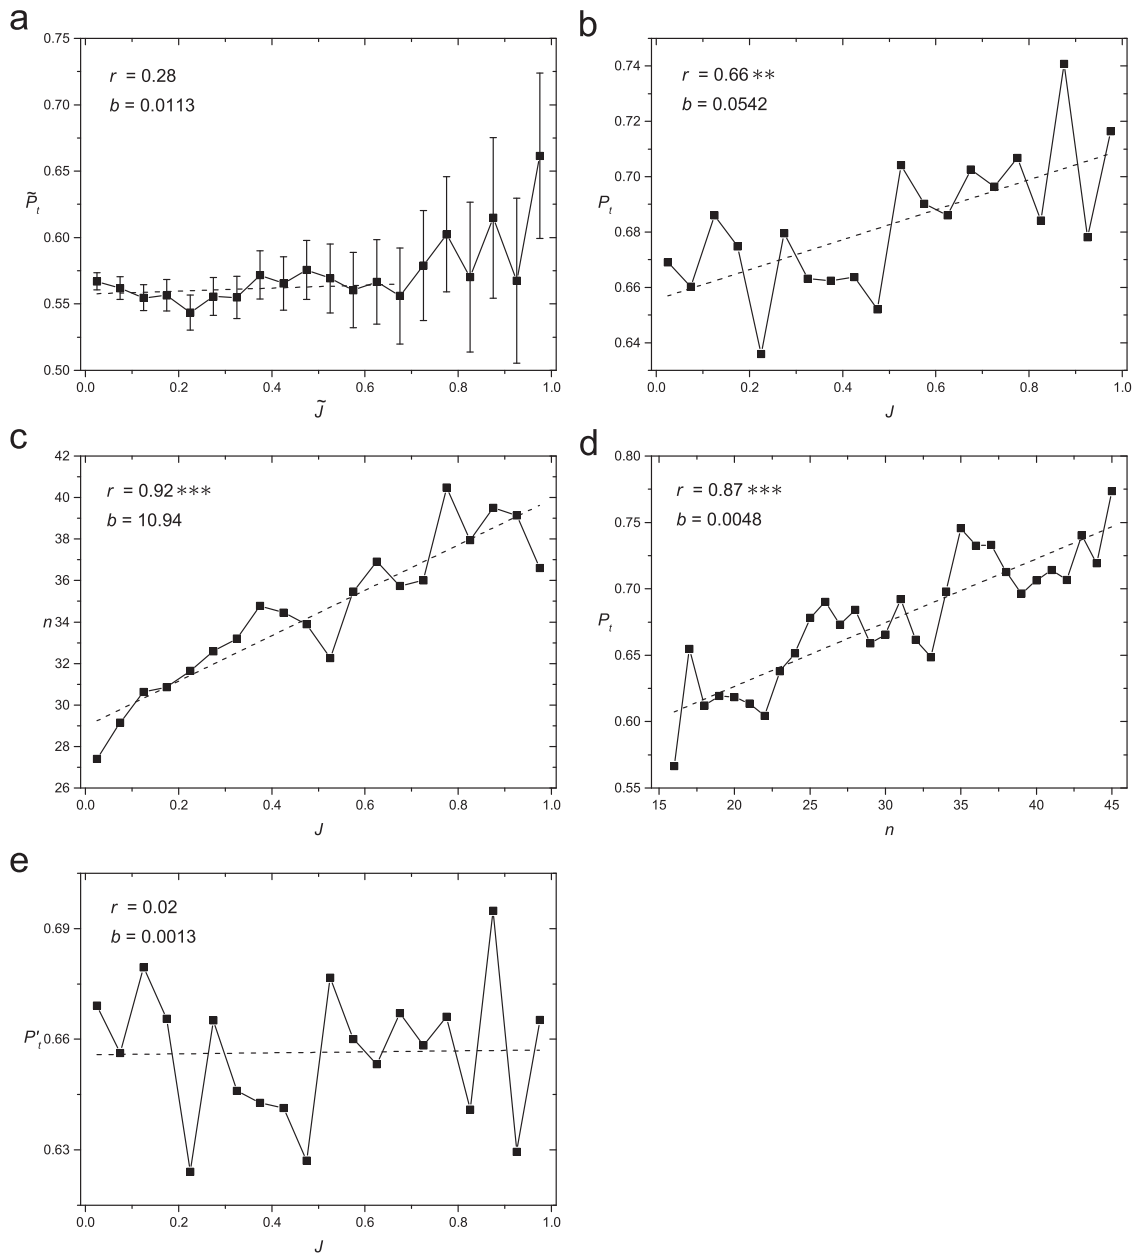 a
0.75
0.70
0.65
0.60
0.55
0.50
P̃t
r = 0.28
b = 0.0113
0.0 0.2 0.4 0.6 0.8 1.0
J̃
b
0.74
0.72
0.70
0.68
0.66
0.64
Pt
r = 0.66 **
b = 0.0542
0.0 0.2 0.4 0.6 0.8 1.0
J
c
42
40
38
36
34
32
30
28
26
n
r = 0.92 ***
b = 10.94
0.0 0.2 0.4 0.6 0.8 1.0
J
d
0.80
0.75
0.70
0.65
0.60
0.55
Pt
r = 0.87 ***
b = 0.0048
15 20 25 30 35 40 45
n
e
0.69
0.66
0.63
P't
r = 0.02
b = 0.0013
0.0 0.2 0.4 0.6 0.8 1.0
J